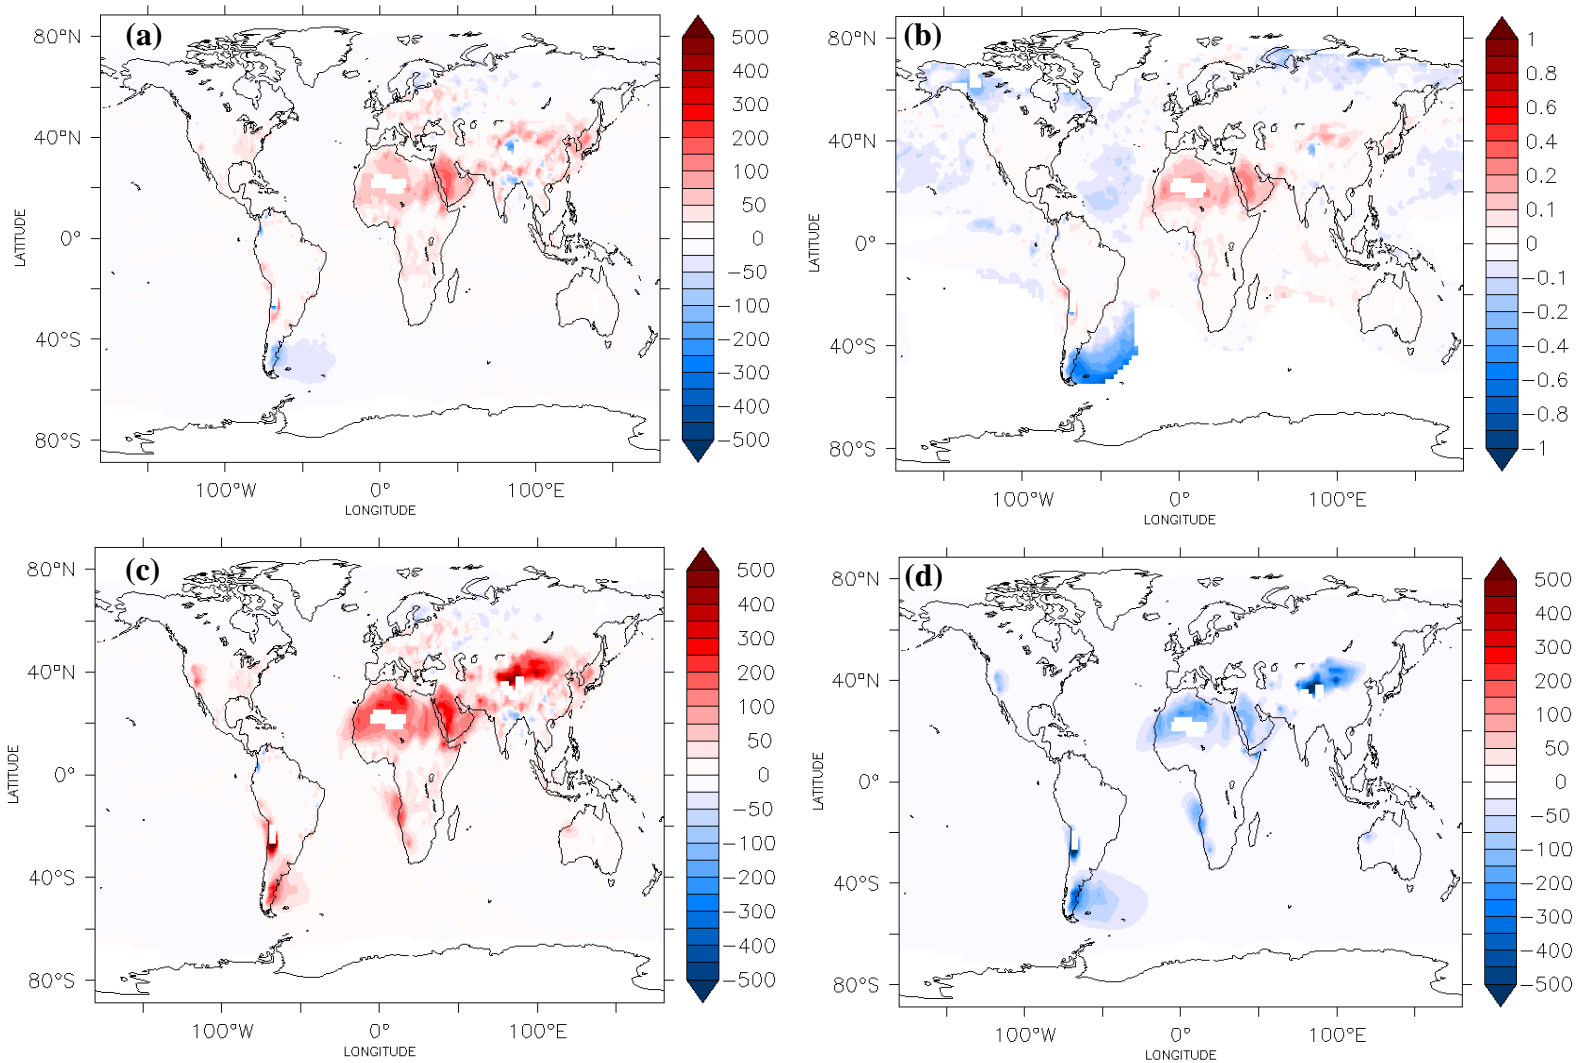 (a)
80°N
40°N
0°
40°S
80°S
LATITUDE
100°W
0°
100°E
LONGITUDE
500
400
300
200
100
50
0
−50
−100
−200
−300
−400
−500
(b)
80°N
40°N
0°
40°S
80°S
LATITUDE
100°W
0°
100°E
LONGITUDE
1
0.8
0.6
0.4
0.2
0.1
0
−0.1
−0.2
−0.4
−0.6
−0.8
−1
(c)
80°N
40°N
0°
40°S
80°S
LATITUDE
100°W
0°
100°E
LONGITUDE
500
400
300
200
100
50
0
−50
−100
−200
−300
−400
−500
(d)
80°N
40°N
0°
40°S
80°S
LATITUDE
100°W
0°
100°E
LONGITUDE
500
400
300
200
100
50
0
−50
−100
−200
−300
−400
−500